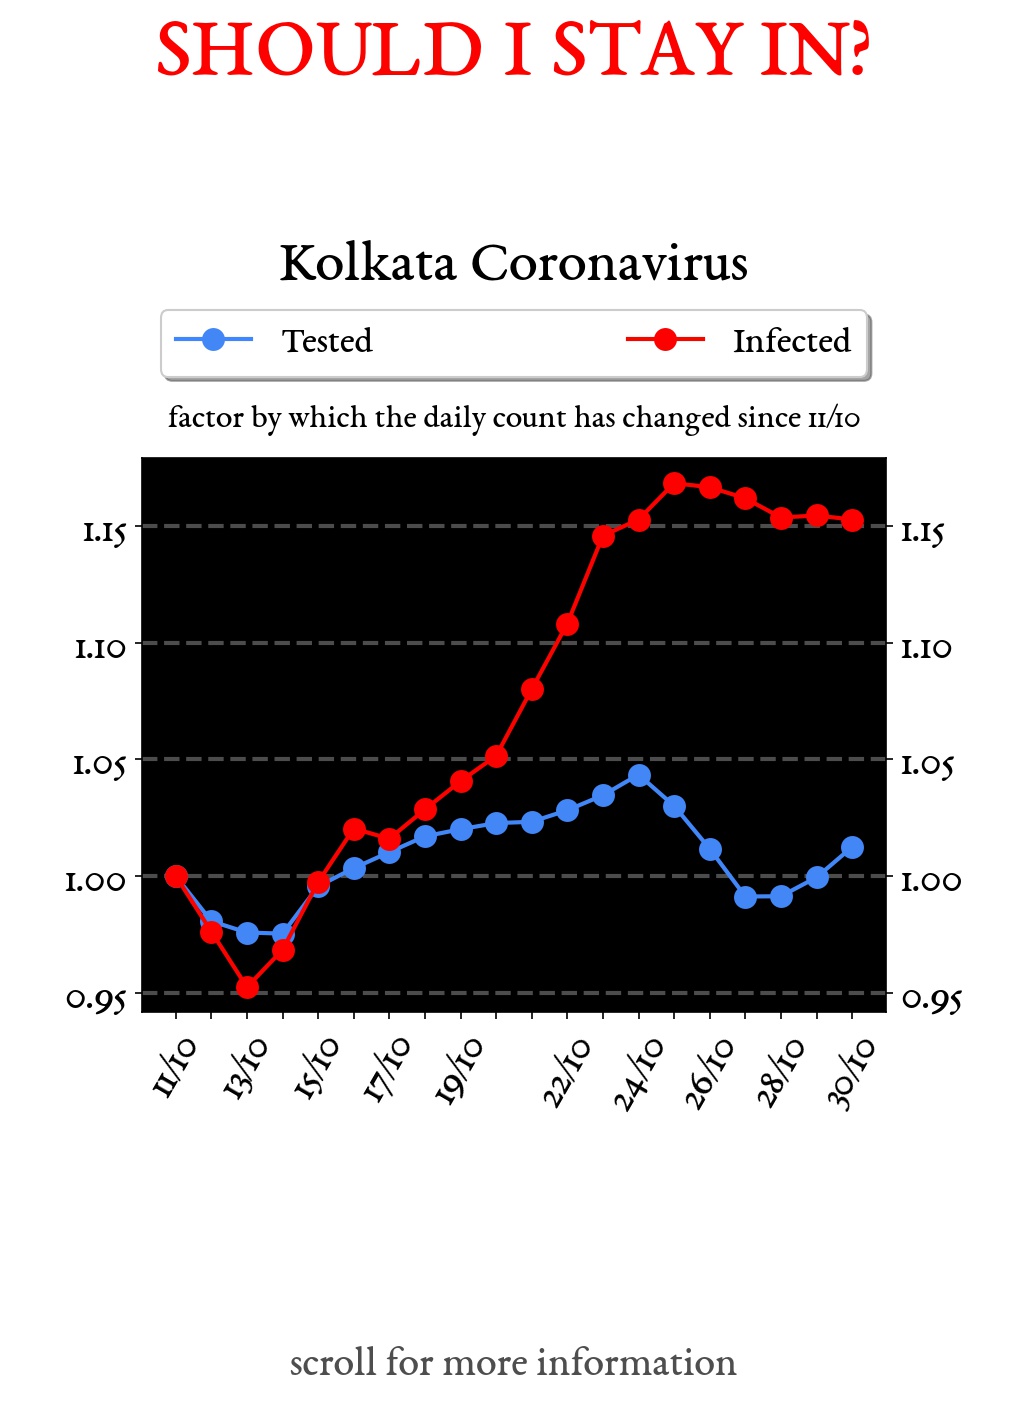 SHOULD I STAY IN?
Kolkata Coronavirus
Tested Infected
factor by which the daily count has changed since 11/10
1.15 1.15
1.10 1.10
1.05 1.05
1.00 1.00
0.95 0.95
11/10 13/10 15/10 17/10 19/10 22/10 24/10 26/10 28/10 30/10
scroll for more information